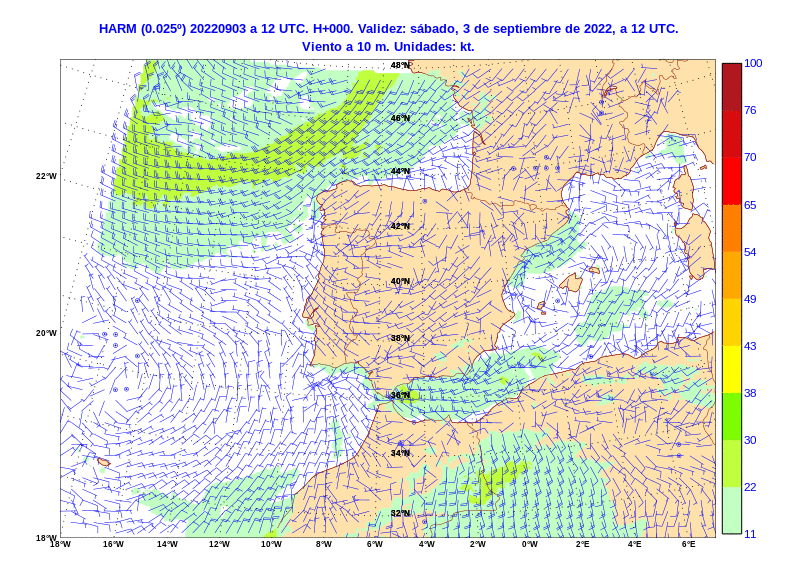 HARM (0.025º) 20220903 a 12 UTC. H+000. Validez: sábado, 3 de septiembre de 2022, a 12 UTC.
Viento a 10 m. Unidades: kt.
48°N
46°N
44°N
42°N
40°N
38°N
36°N
34°N
32°N
22°W
20°W
18°W
18°W
16°W
14°W
12°W
10°W
8°W
6°W
4°W
2°W
0°W
2°E
4°E
6°E
100
76
70
65
54
49
43
38
30
22
11